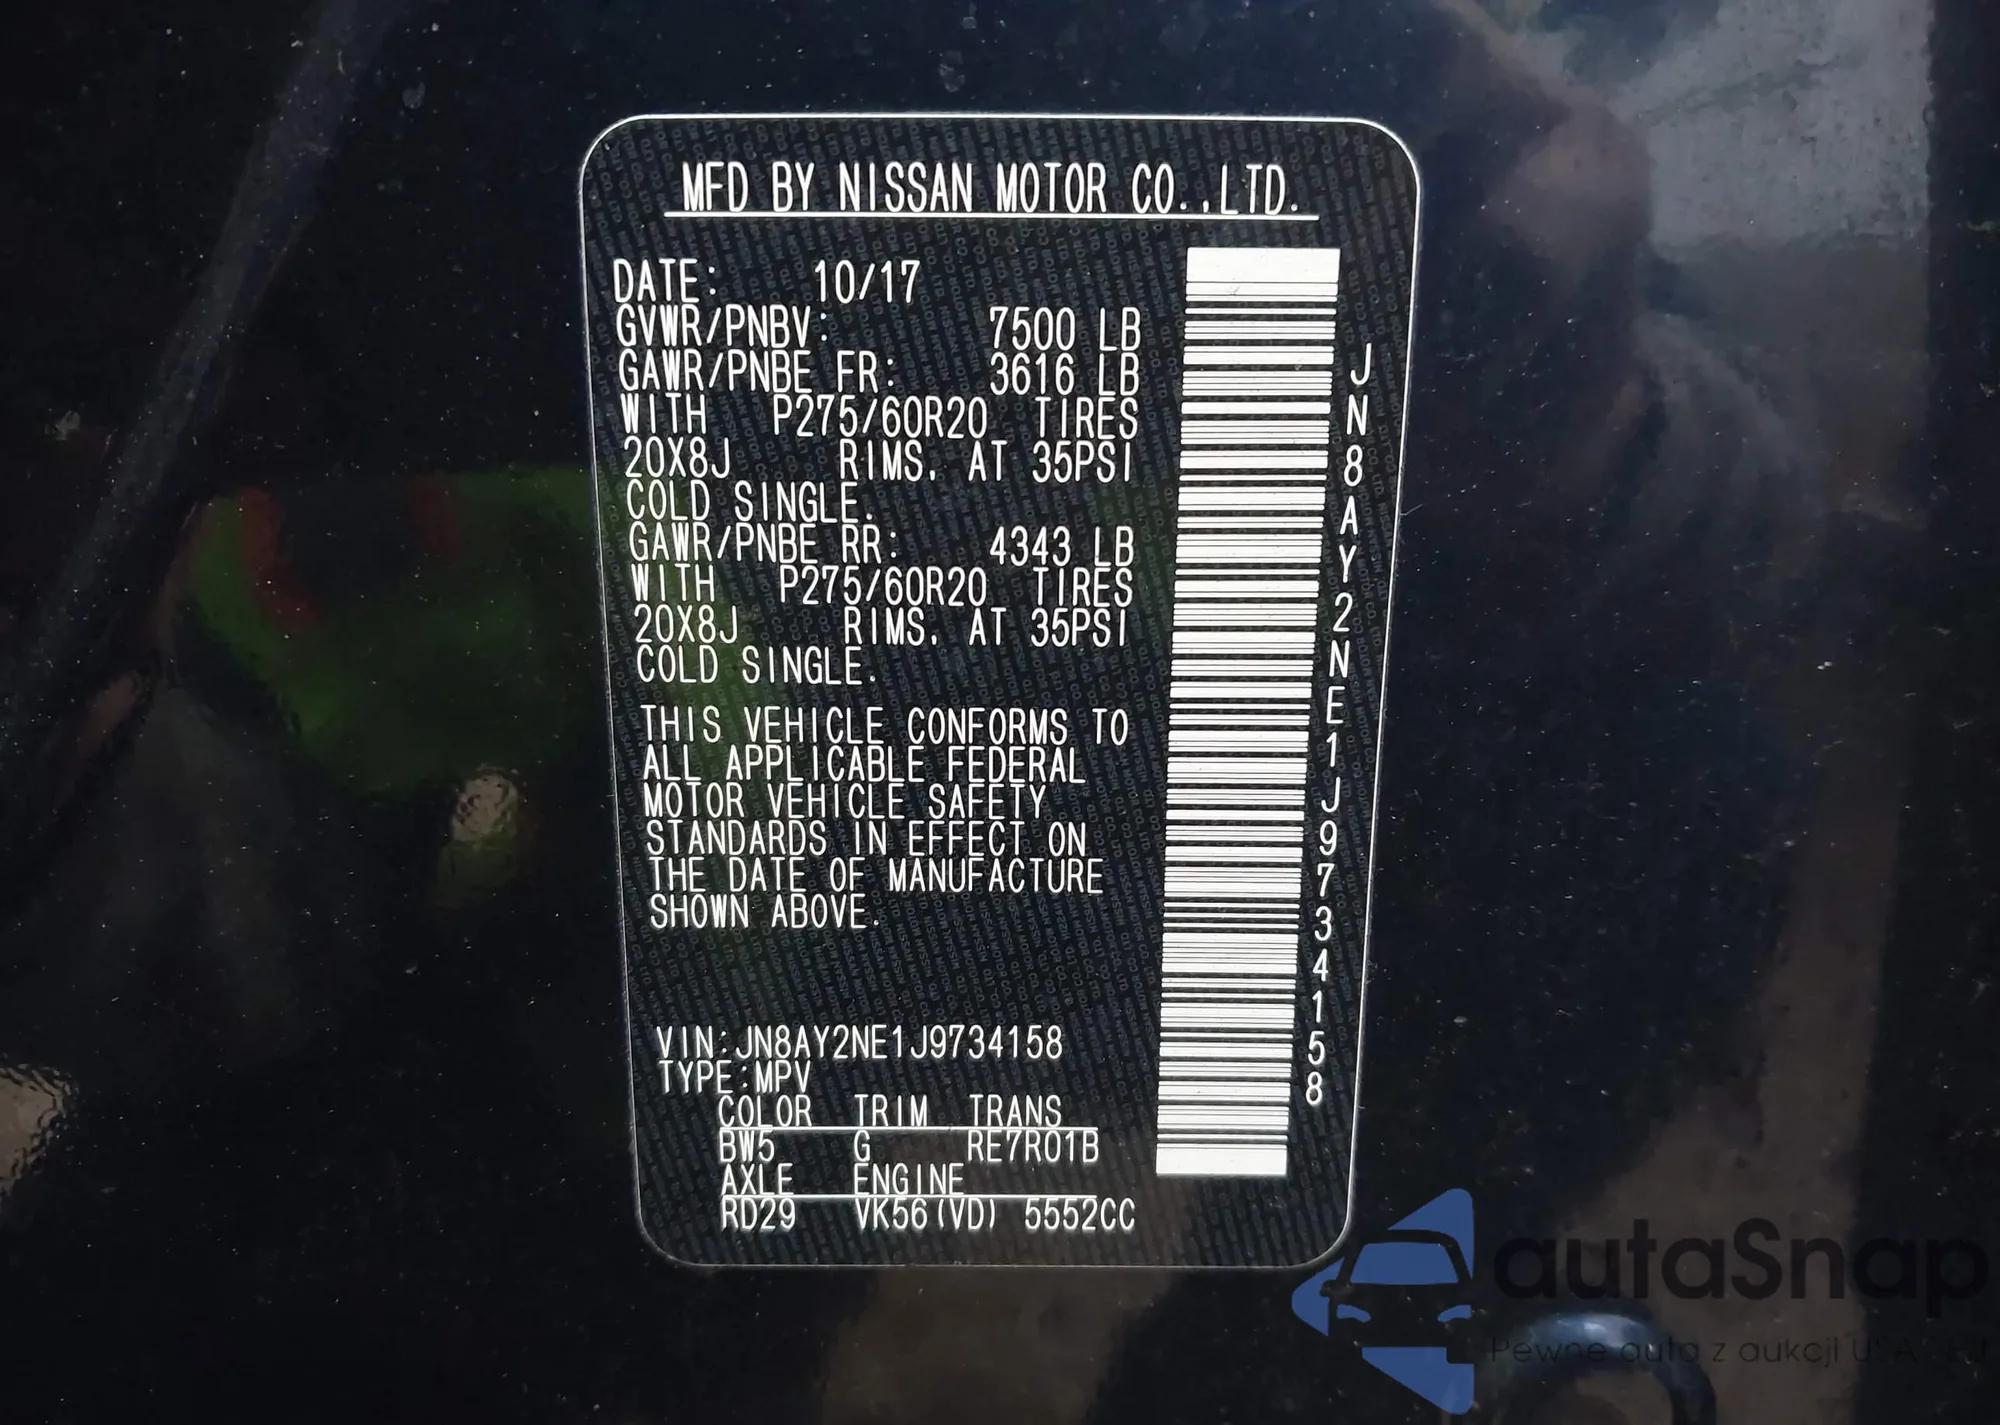 MFD BY NISSAN MOTOR CO.,LTD.
DATE: 10/17
GVWR/PNBV: 7500 LB
GAWR/PNBE FR: 3616 LB
WITH P275/60R20 TIRES
20X8J RIMS, AT 35PSI
COLD SINGLE.
GAWR/PNBE RR: 4343 LB
WITH P275/60R20 TIRES
20X8J RIMS, AT 35PSI
COLD SINGLE.
THIS VEHICLE CONFORMS TO
ALL APPLICABLE FEDERAL
MOTOR VEHICLE SAFETY
STANDARDS IN EFFECT ON
THE DATE OF MANUFACTURE
SHOWN ABOVE.
VIN:JN8AY2NE1J9734158
TYPE:MPV
COLOR TRIM TRANS
BW5 G RE7R01B
AXLE ENGINE
RD29 VK56(VD) 5552CC
JN8AY2NE1J9734158
autaSnap
Pewne auta z aukcji